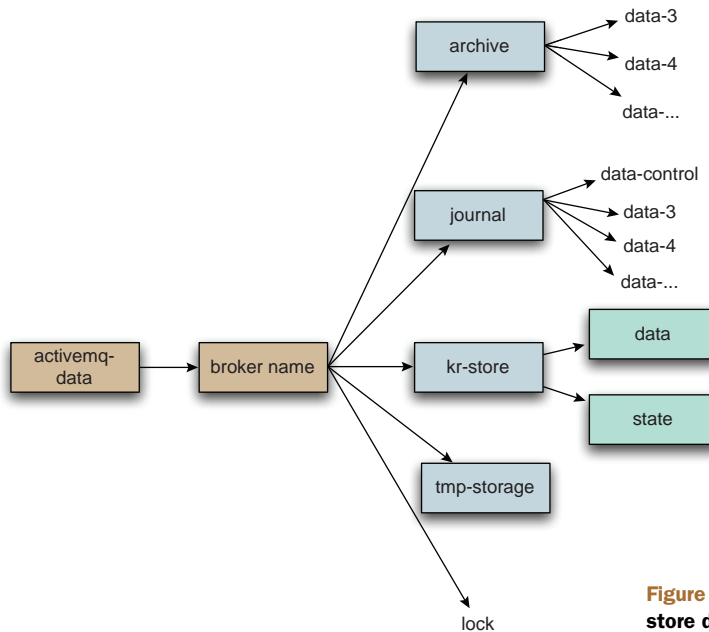 data-3
archive
data-4
data-...
data-control
journal
data-3
data-4
data-...
data
activemq-
data
broker name
kr-store
state
tmp-storage
Figure
store d
lock